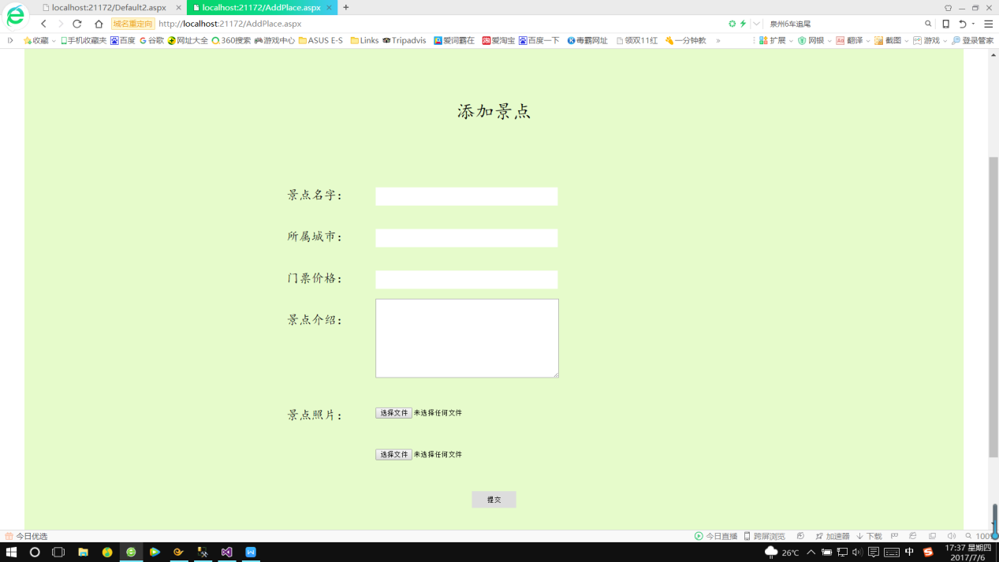 localhost:21172/Default2.aspx
localhost:21172/AddPlace.aspx
域名重定向 http://localhost:21172/AddPlace.aspx 泉州6车追尾
收藏 手机收藏夹 百度 谷歌 网址大全 360搜索 游戏中心 ASUS E-S Links Tripadvis 爱词霸在 爱淘宝 百度一下 毒霸网址 领双11红 一分钟教 » 扩展 网银 翻译 截图 游戏 登录管家
添加景点
景点名字：
所属城市：
门票价格：
景点介绍：
景点照片： 选择文件 未选择任何文件
选择文件 未选择任何文件
提交
今日优选 今日直播 跨屏浏览 加速器 下载 100%
26℃ 中 17:37 星期四
2017/7/6